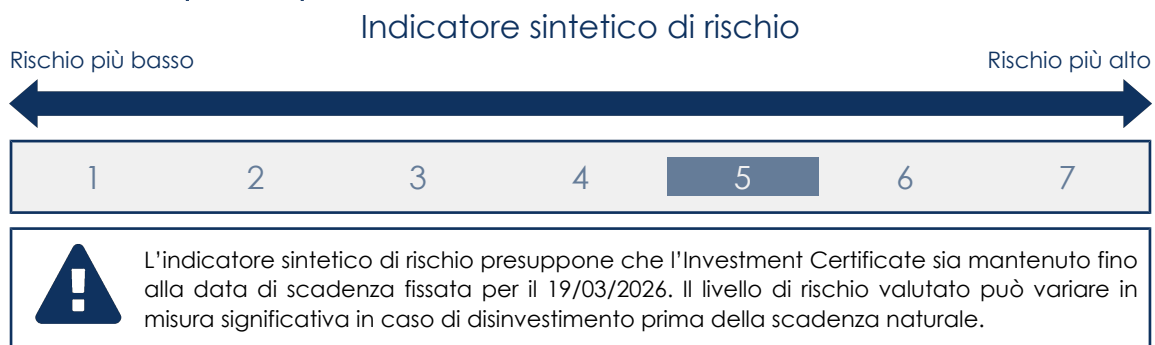 Indicatore sintetico di rischio
Rischio più basso Rischio più alto
1 2 3 4 5 6 7
L'indicatore sintetico di rischio presuppone che l'Investment Certificate sia mantenuto fino
alla data di scadenza fissata per il 19/03/2026. Il livello di rischio valutato può variare in
misura significativa in caso di disinvestimento prima della scadenza naturale.